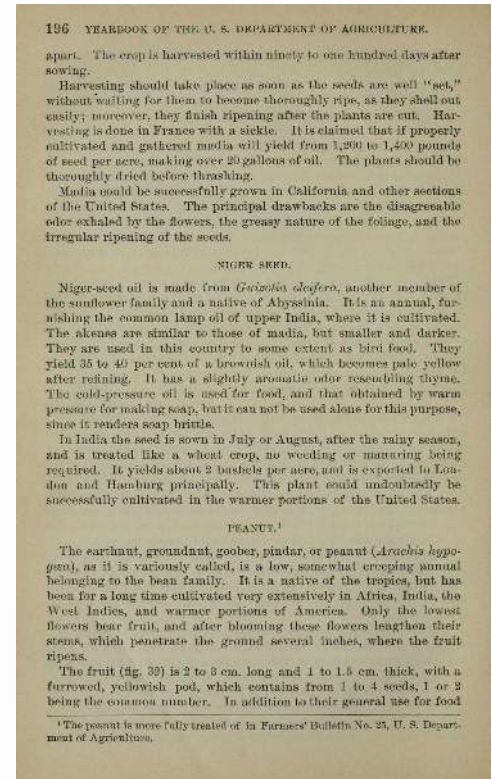 196 YEARBOOK OF THE U. S. DEPARTMENT OF AGRICULTURE.
apart. The crop is harvested within ninety to one hundred days after
sowing.
Harvesting should take place as soon as the seeds are well "set,"
without waiting for them to become thoroughly ripe, as they shell out
easily; moreover, they finish ripening after the plants are cut. Har-
vesting is done in France with a sickle. It is claimed that if properly
cultivated and gathered madia will yield from 1,200 to 1,400 pounds
of seed per acre, making over 20 gallons of oil. The plants should be
thoroughly dried before thrashing.
Madia could be successfully grown in California and other sections
of the United States. The principal drawbacks are the disagreeable
odor exhaled by the flowers, the greasy nature of the foliage, and the
irregular ripening of the seeds.
NIGER SEED.
Niger-seed oil is made from Guizotia oleifera, another member of
the sunflower family and a native of Abyssinia. It is an annual, fur-
nishing the common lamp oil of upper India, where it is cultivated.
The akenes are similar to those of madia, but smaller and darker.
They are used in this country to some extent as bird food. They
yield 35 to 40 per cent of a brownish oil, which becomes pale yellow
after refining. It has a slightly aromatic odor resembling thyme.
The cold-pressure oil is used for food, and that obtained by warm
pressure for making soap, but it can not be used alone for this purpose,
since it renders soap brittle.
In India the seed is sown in July or August, after the rainy season,
and is treated like a wheat crop, no weeding or manuring being
required. It yields about 2 bushels per acre, and is exported to Lon-
don and Hamburg principally. This plant could undoubtedly be
successfully cultivated in the warmer portions of the United States.
PEANUT.¹
The earthnut, groundnut, goober, pindar, or peanut (Arachis hypo-
gæa), as it is variously called, is a low, somewhat creeping annual
belonging to the bean family. It is a native of the tropics, but has
been for a long time cultivated very extensively in Africa, India, the
West Indies, and warmer portions of America. Only the lowest
flowers bear fruit, and after blooming these flowers lengthen their
stems, which penetrate the ground several inches, where the fruit
ripens.
The fruit (fig. 32) is 2 to 3 cm. long and 1 to 1.5 cm. thick, with a
furrowed, yellowish pod, which contains from 1 to 4 seeds, 1 or 2
being the common number. In addition to their general use for food
¹ The peanut is more fully treated of in Farmers' Bulletin No. 25, U. S. Depart-
ment of Agriculture.